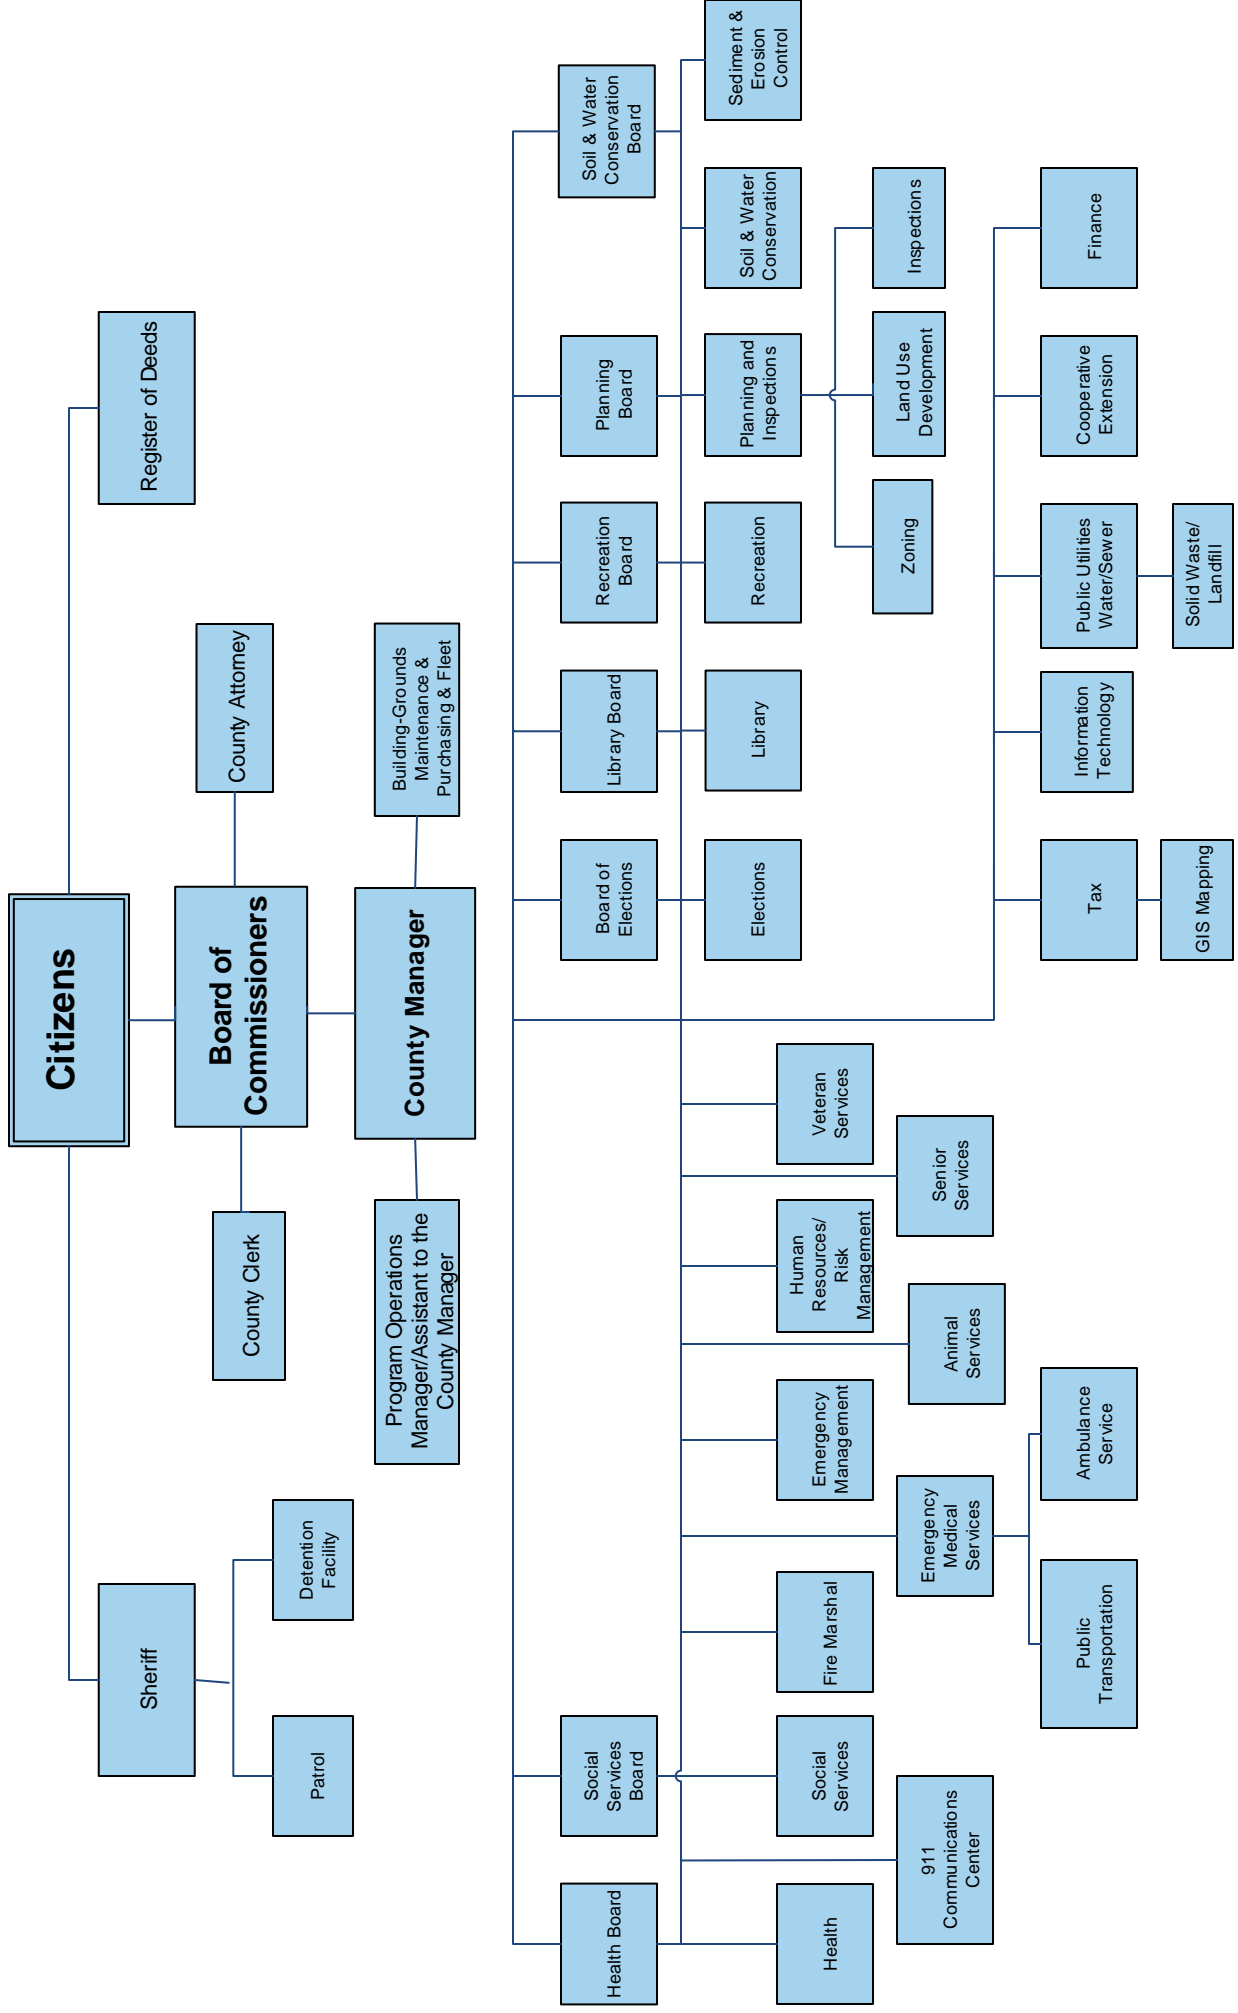 Citizens
Sheriff
Register of Deeds
Board of
Commissioners
County Attorney
County Clerk
Patrol
Detention
Facility
County Manager
Program Operations
Manager/Assistant to the
County Manager
Building-Grounds
Maintenance &
Purchasing & Fleet
Health Board
Social
Services
Board
Board of
Elections
Library Board
Recreation
Board
Planning
Board
Soil & Water
Conservation
Board
Elections
Library
Recreation
Planning and
Inspections
Soil & Water
Conservation
Sediment &
Erosion
Control
Health
Social
Services
Fire Marshal
Emergency
Management
Human
Resources/
Risk
Management
Veteran
Services
Zoning
Land Use
Development
Inspections
911
Communications
Center
Emergency
Medical
Services
Animal
Services
Senior
Services
Public
Transportation
Ambulance
Service
Tax
Information
Technology
Public Utilities
Water/Sewer
Cooperative
Extension
Finance
GIS Mapping
Solid Waste/
Landfill